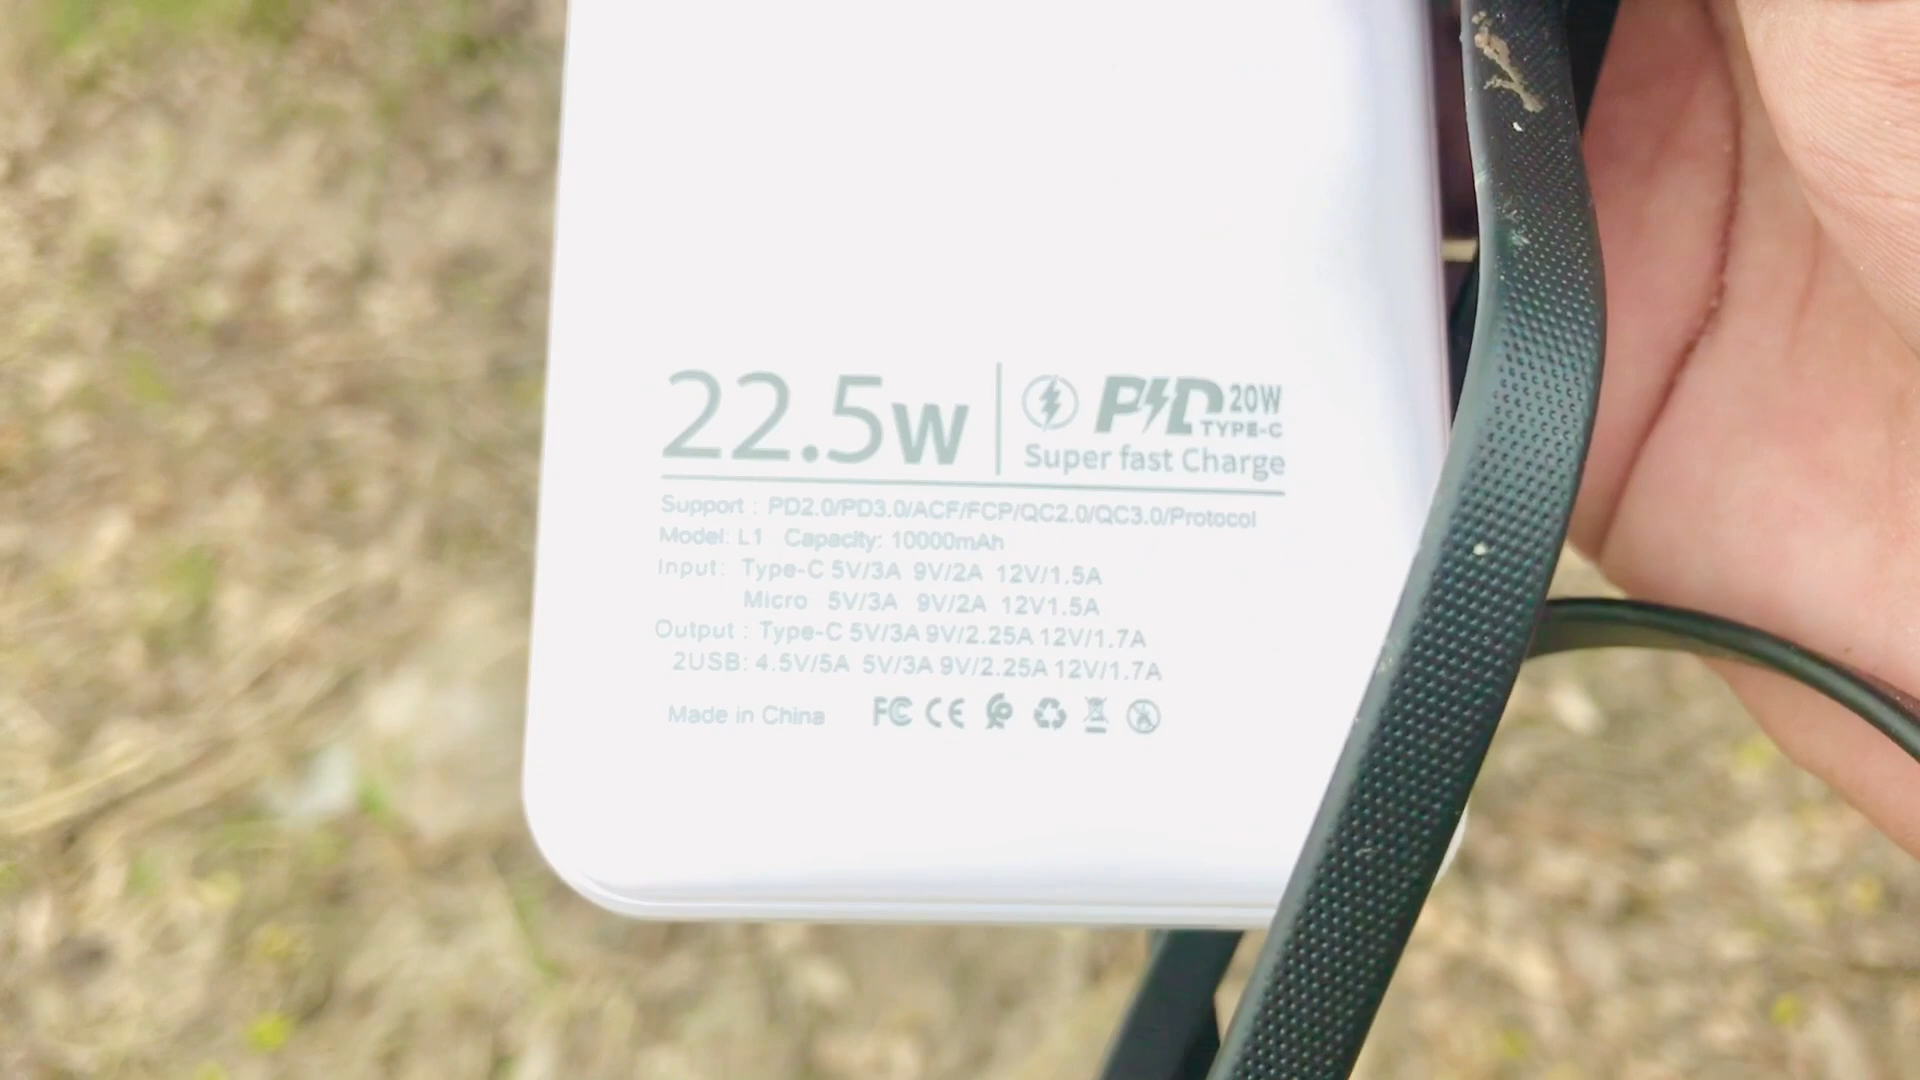 22.5W
PD 20W
TYPE-C
Super fast Charge
Support : PD2.0/PD3.0/ACF/FCP/QC2.0/QC3.0/Protocol
Model: L1 Capacity: 10000mAh
Input: Type-C 5V/3A 9V/2A 12V/1.5A
Micro 5V/3A 9V/2A 12V1.5A
Output : Type-C 5V/3A 9V/2.25A 12V/1.7A
2USB: 4.5V/5A 5V/3A 9V/2.25A 12V/1.7A
Made in China FC CE